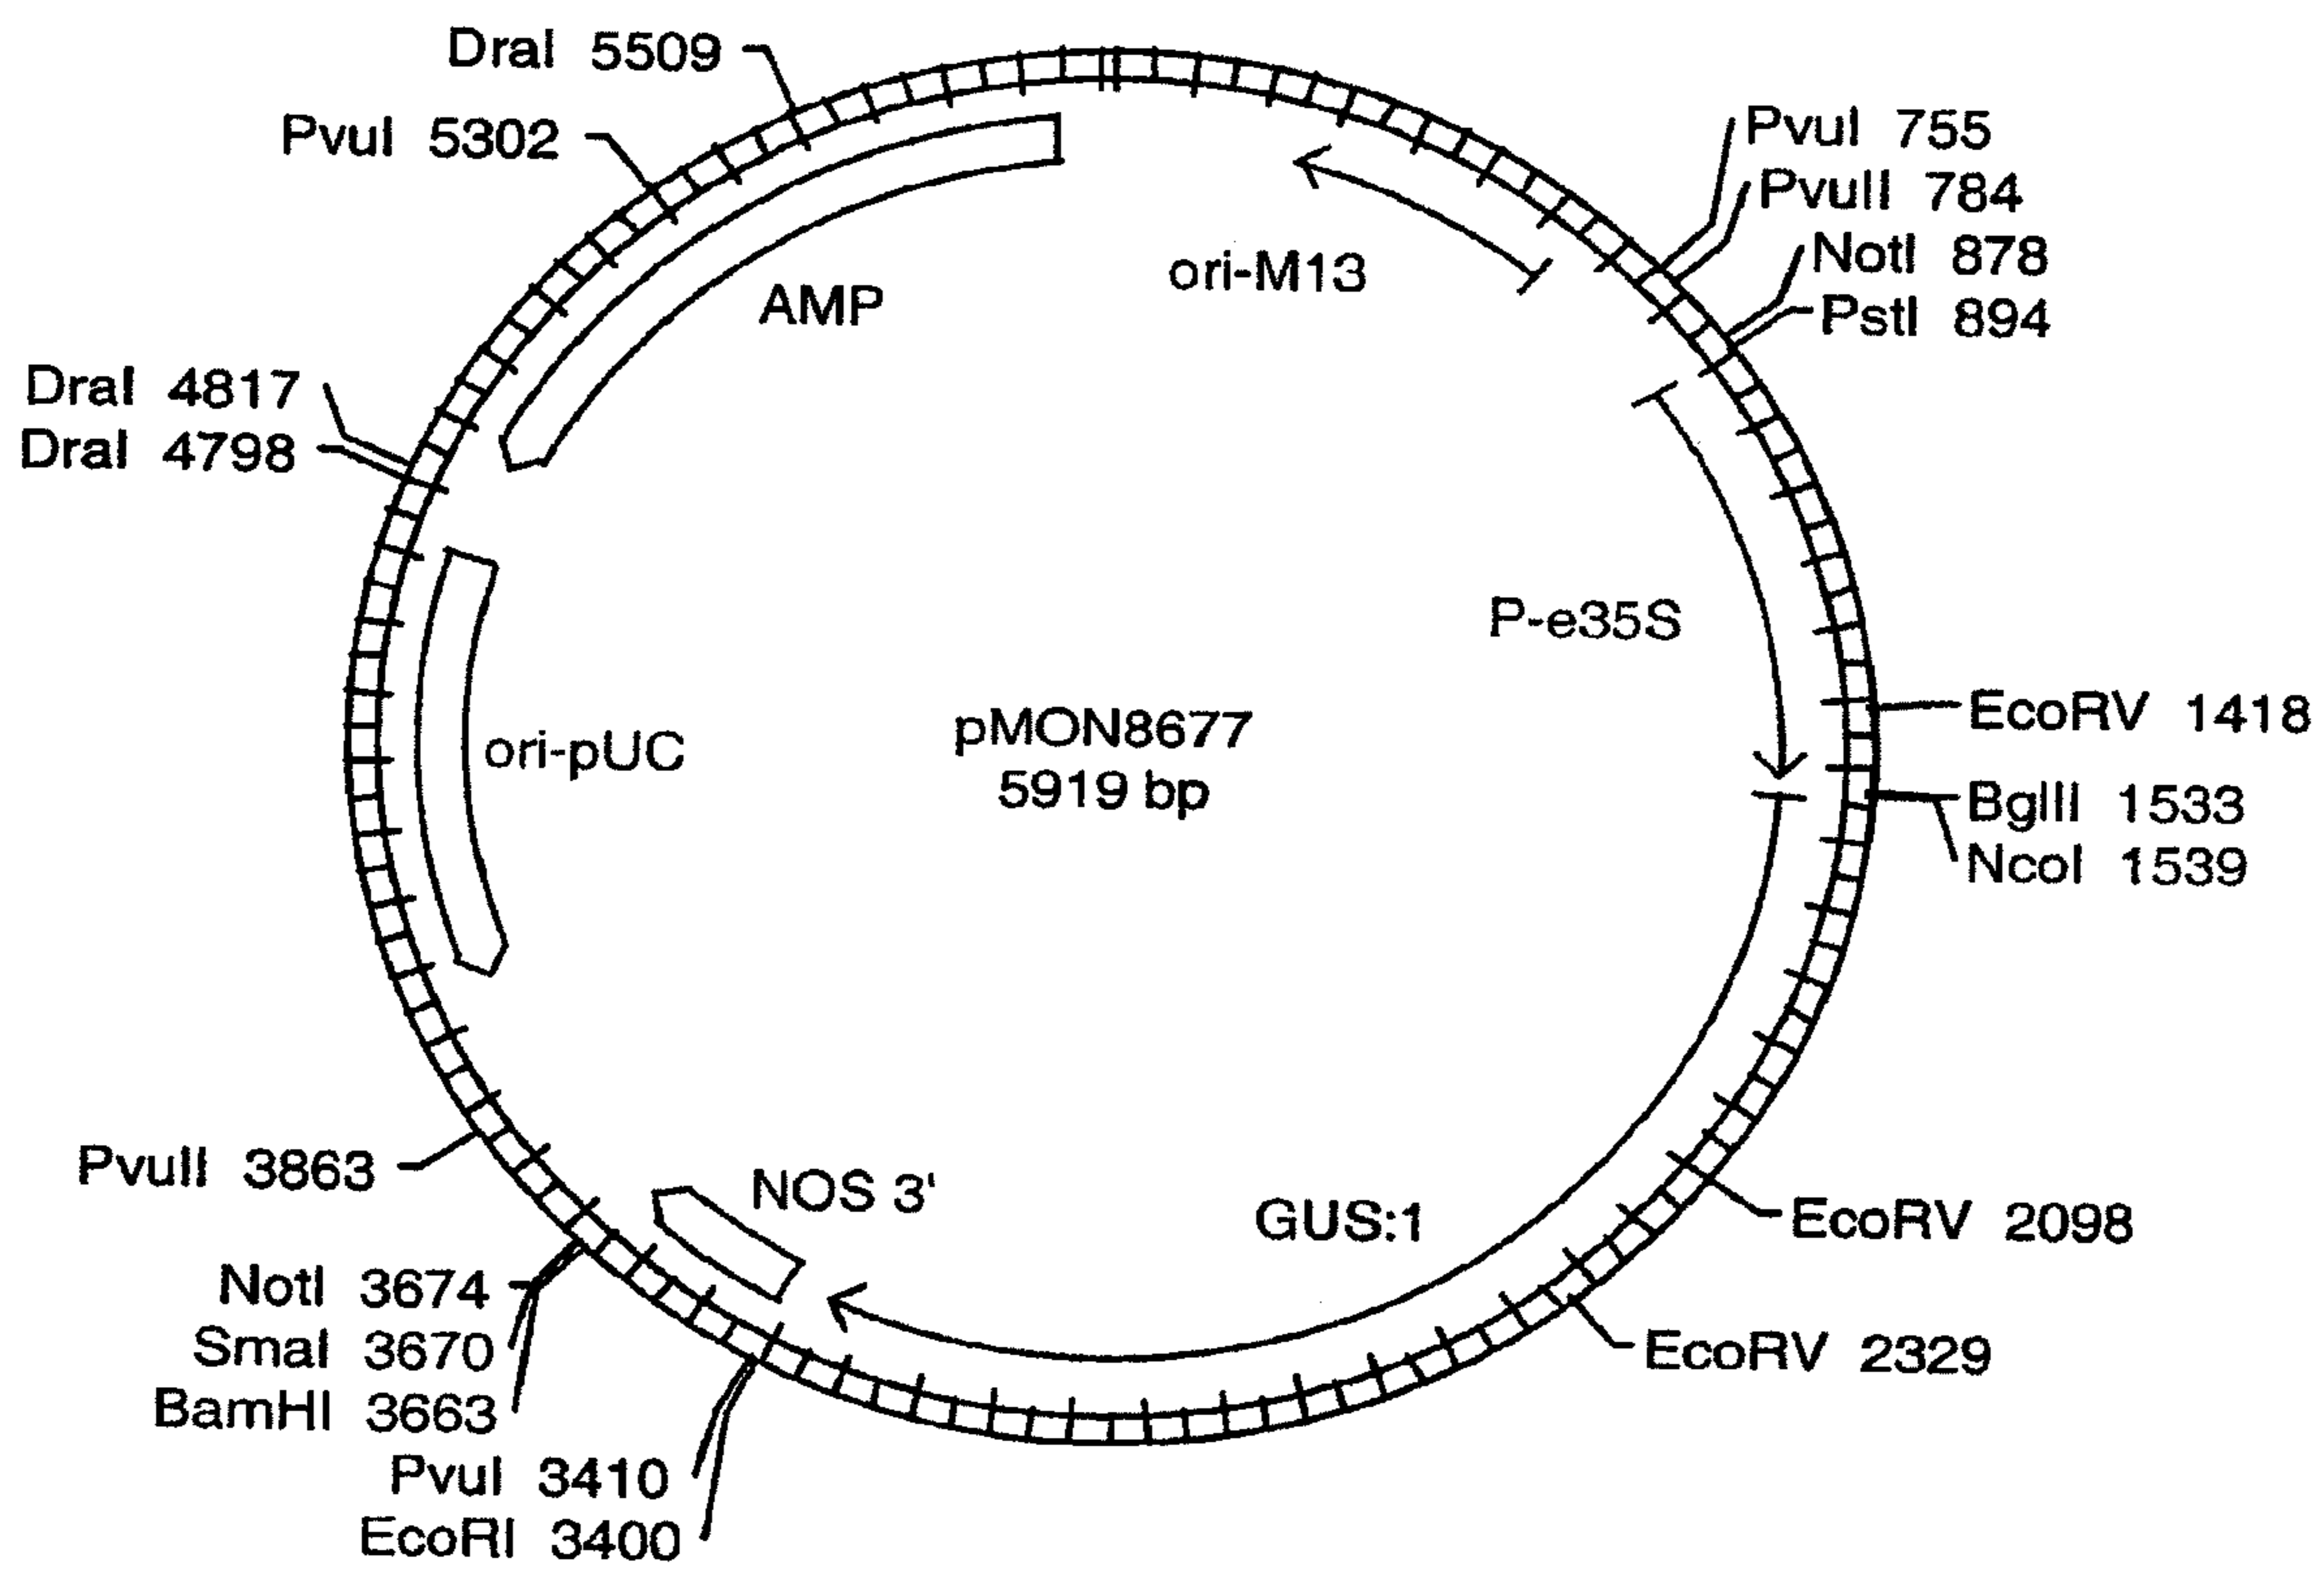 DraI 5509
PvuI 5302
PvuI 755
PvuII 784
NotI 878
PstI 894
ori-M13
AMP
DraI 4817
DraI 4798
P-e35S
EcoRV 1418
pMON8677
5919 bp
ori-pUC
BglII 1533
NcoI 1539
PvuII 3863
NOS 3'
GUS:1
EcoRV 2098
NotI 3674
SmaI 3670
BamHI 3663
EcoRV 2329
PvuI 3410
EcoRI 3400